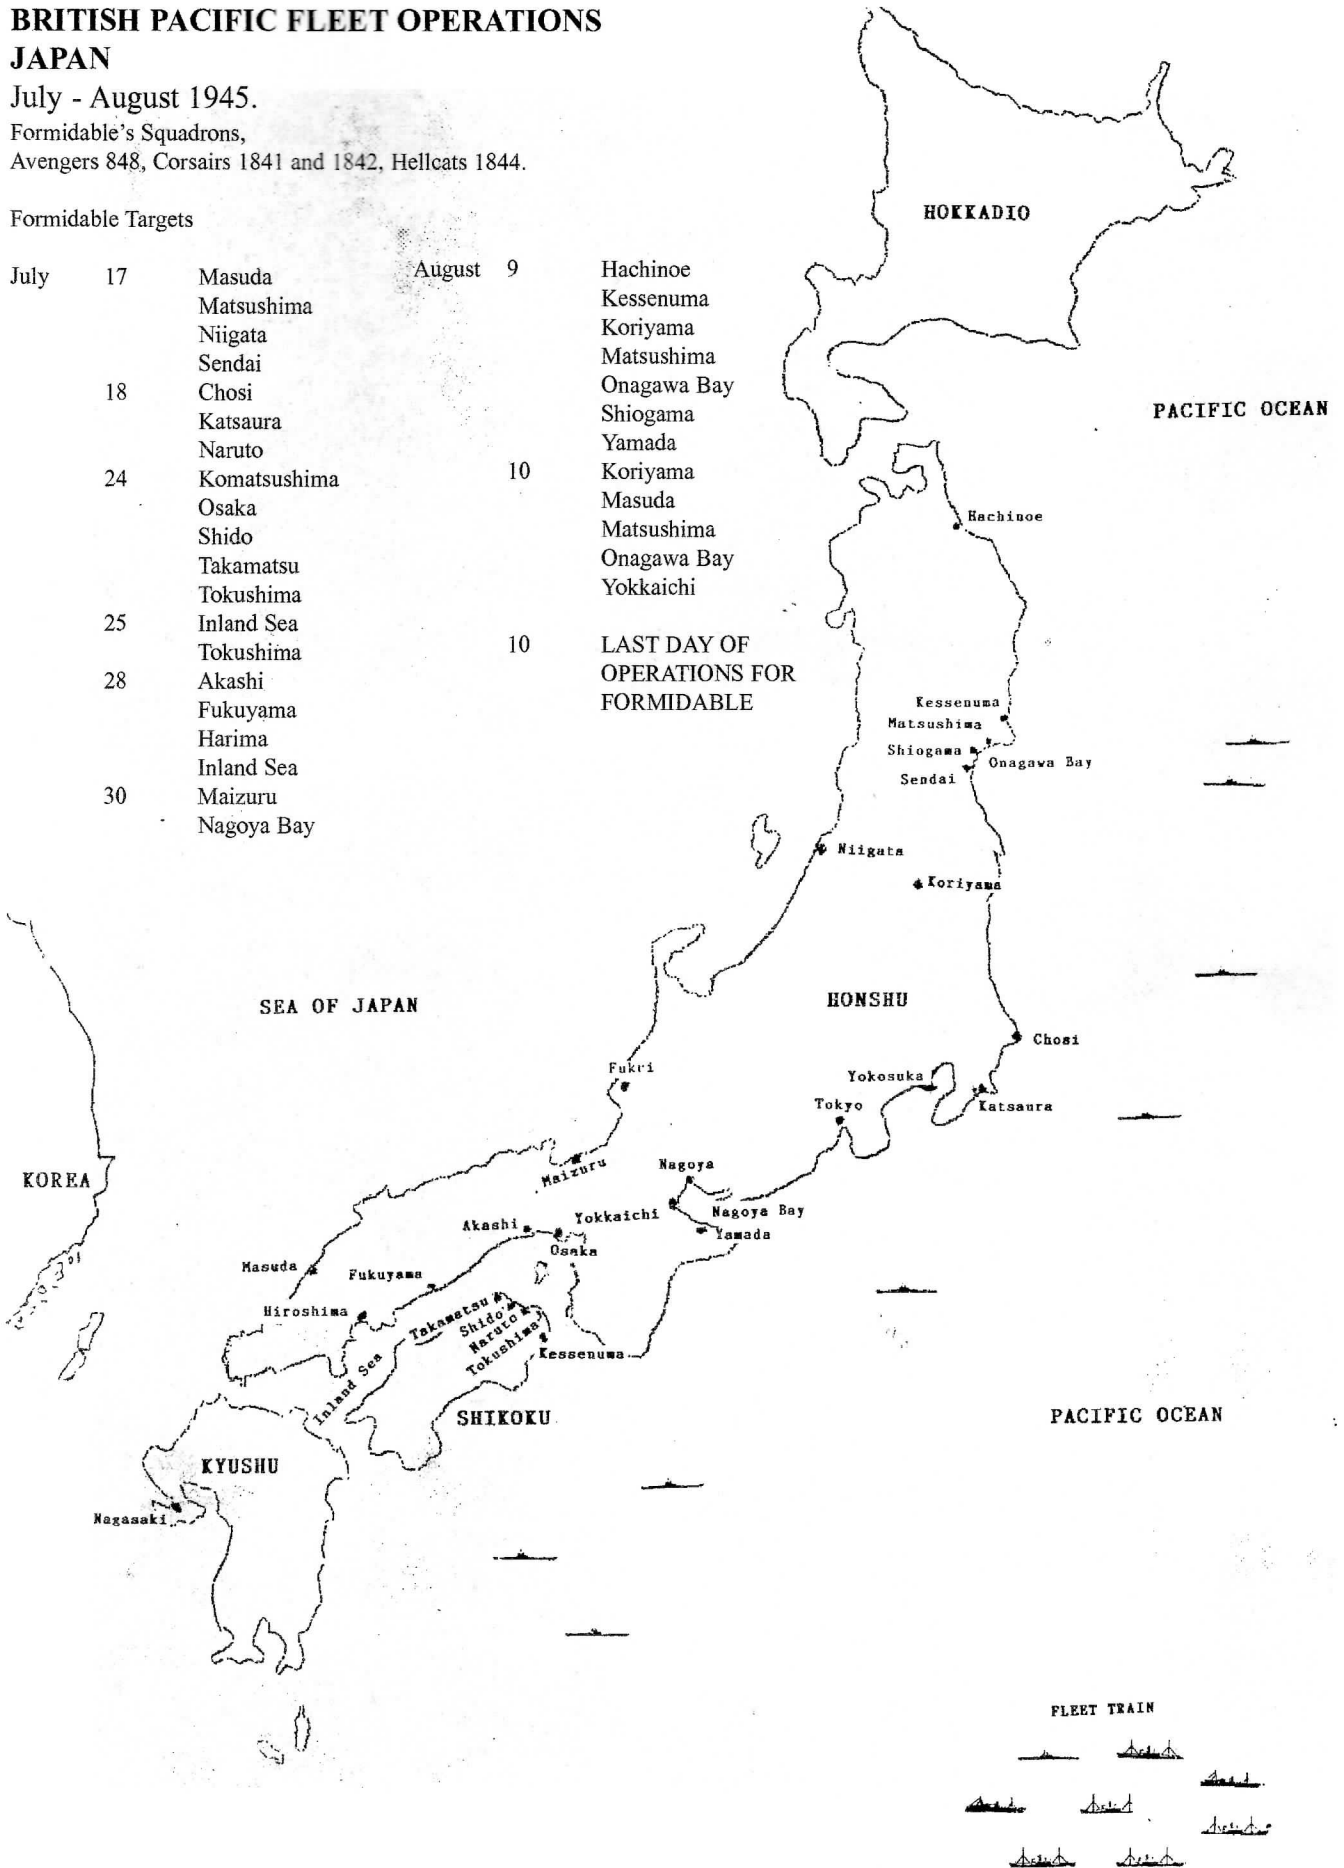 BRITISH PACIFIC FLEET OPERATIONS
JAPAN
July - August 1945.
Formidable's Squadrons,
Avengers 848, Corsairs 1841 and 1842, Hellcats 1844.
Formidable Targets
July 17 Masuda
Matsushima
Niigata
Sendai
18 Chosi
Katsaura
Naruto
24 Komatsushima
Osaka
Shido
Takamatsu
Tokushima
25 Inland Sea
Tokushima
28 Akashi
Fukuyama
Harima
Inland Sea
30 Maizuru
Nagoya Bay
August 9 Hachinoe
Kessenuma
Koriyama
Matsushima
Onagawa Bay
Shiogama
Yamada
10 Koriyama
Masuda
Matsushima
Onagawa Bay
Yokkaichi
10 LAST DAY OF
OPERATIONS FOR
FORMIDABLE
HOKKADIO
PACIFIC OCEAN
Hachinoe
Kessenuma
Matsushima
Shiogama
Onagawa Bay
Sendai
Niigata
Koriyama
SEA OF JAPAN
HONSHU
Chosi
Fukci
Yokosuka
Tokyo
Katsaura
KOREA
Maizuru
Nagoya
Nagoya Bay
Yokkaichi
Yamada
Akashi
Osaka
Masuda
Fukuyama
Hiroshima
Takamatsu
Shido
Naruto
Tokushima
Kessenuma
Inland Sea
SHIKOKU
PACIFIC OCEAN
KYUSHU
Nagasaki
FLEET TRAIN